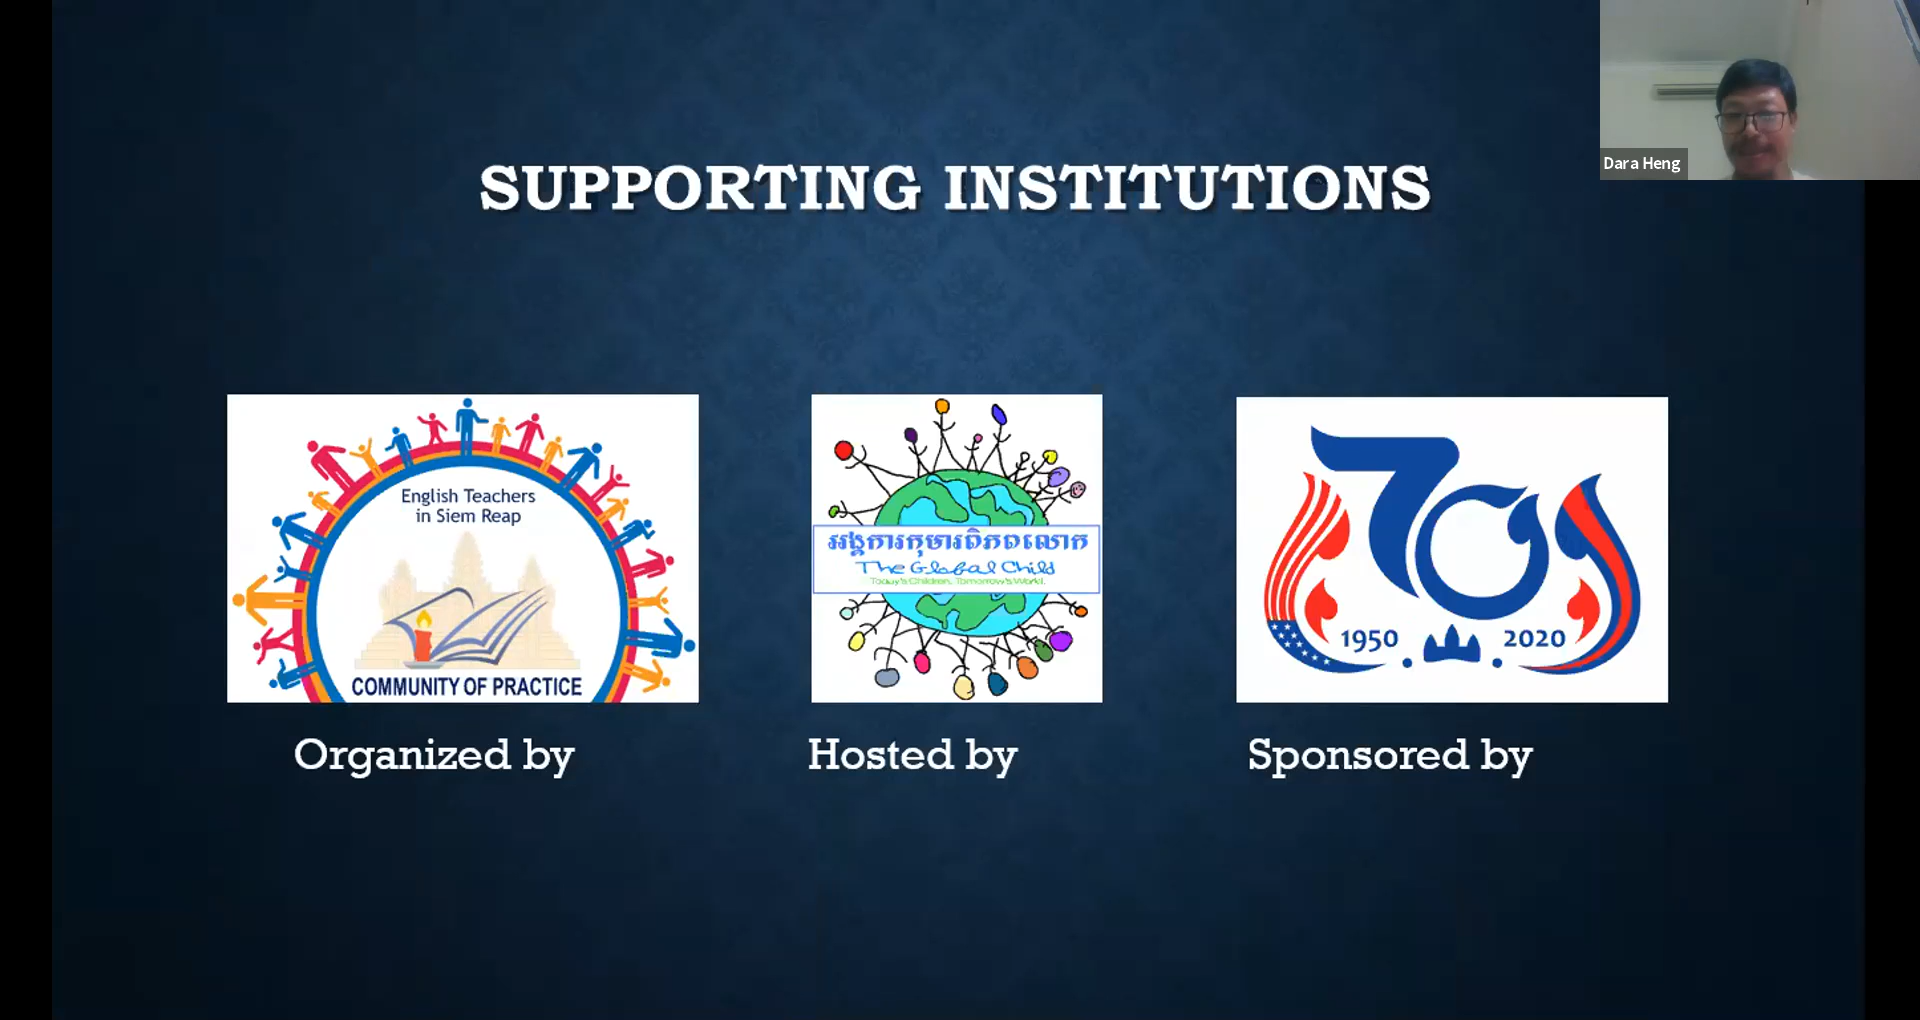 Dara Heng
SUPPORTING INSTITUTIONS
English Teachers
in Siem Reap
COMMUNITY OF PRACTICE
អង្គការកុមារពិភពលោក
The Global Child
Today's Children, Tomorrow's World!.
70
1950
2020
Organized by
Hosted by
Sponsored by